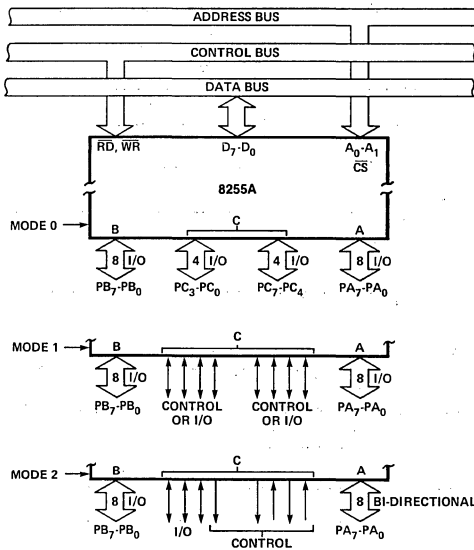 ADDRESS BUS
CONTROL BUS
DATA BUS
RD, WR D7-D0 A0-A1
CS
8255A
MODE 0 B C A
8 I/O 4 I/O 4 I/O 8 I/O
PB7-PB0 PC3-PC0 PC7-PC4 PA7-PA0
MODE 1 B C A
8 I/O 8 I/O
PB7-PB0 CONTROL OR I/O CONTROL OR I/O PA7-PA0
MODE 2 B C A
8 I/O 8 BI-DIRECTIONAL
PB7-PB0 I/O PA7-PA0
CONTROL